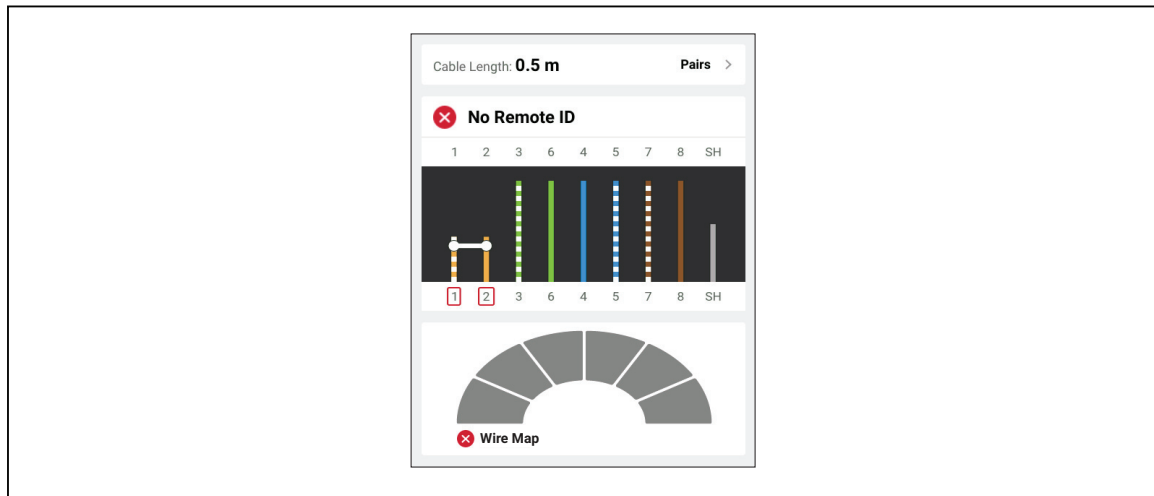 Cable Length: 0.5 m Pairs >
No Remote ID
1 2 3 6 4 5 7 8 SH
1 2 3 6 4 5 7 8 SH
Wire Map